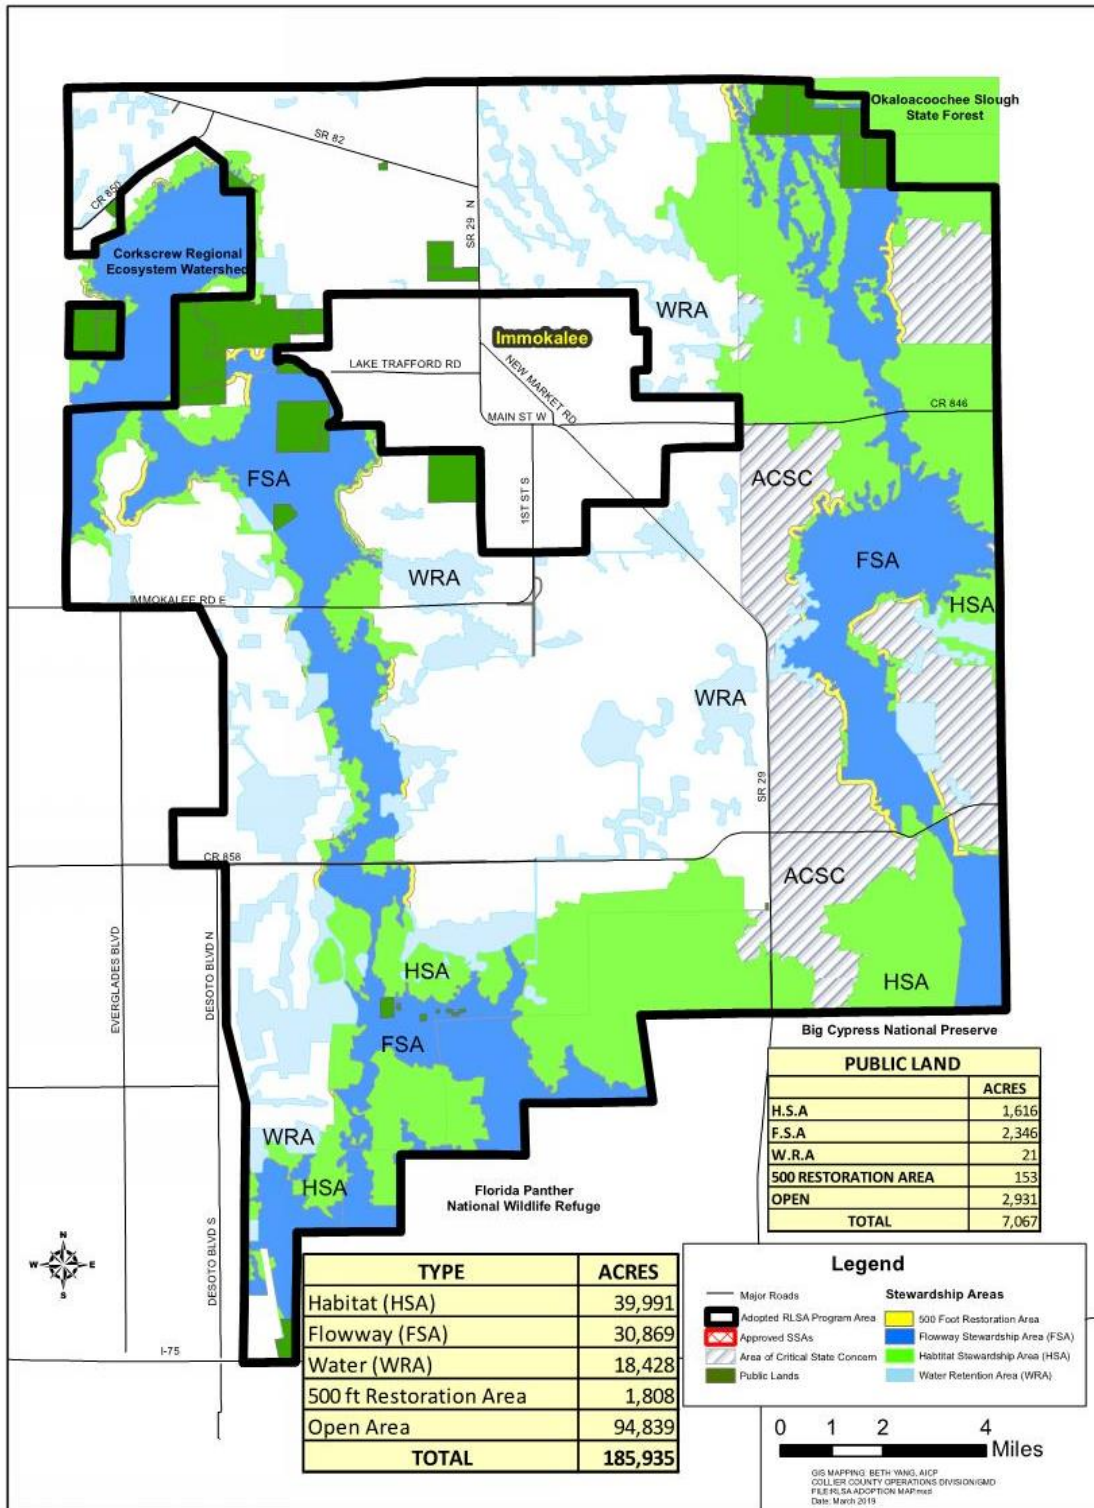 Okaloacoochee Slough
State Forest
SR 82
CR 850
SR 29 N
Corkscrew Regional
Ecosystem Watershed
WRA
Immokalee
LAKE TRAFFORD RD
NEW MARKET RD
MAIN ST W
CR 846
FSA
ACSC
1ST ST S
FSA
WRA
HSA
IMMOKALEE RD E
WRA
SR 29
CR 858
ACSC
EVERGLADES BLVD
DESOTO BLVD N
HSA
HSA
FSA
Big Cypress National Preserve
WRA
HSA
Florida Panther
National Wildlife Refuge
DESOTO BLVD S
I-75
N
W E
S
PUBLIC LAND
ACRES
H.S.A 1,616
F.S.A 2,346
W.R.A 21
500 RESTORATION AREA 153
OPEN 2,931
TOTAL 7,067
TYPE ACRES
Habitat (HSA) 39,991
Flowway (FSA) 30,869
Water (WRA) 18,428
500 ft Restoration Area 1,808
Open Area 94,839
TOTAL 185,935
Legend
Major Roads
Adopted RLSA Program Area
Approved SSAs
Area of Critical State Concern
Public Lands
Stewardship Areas
500 Foot Restoration Area
Flowway Stewardship Area (FSA)
Habtitat Stewardship Area (HSA)
Water Retention Area (WRA)
0 1 2 4
Miles
GIS MAPPING: BETH YANG, AICP
COLLIER COUNTY OPERATIONS DIVISION/GMD
FILE:RLSA ADOPTION MAP.mxd
Date: March 2019